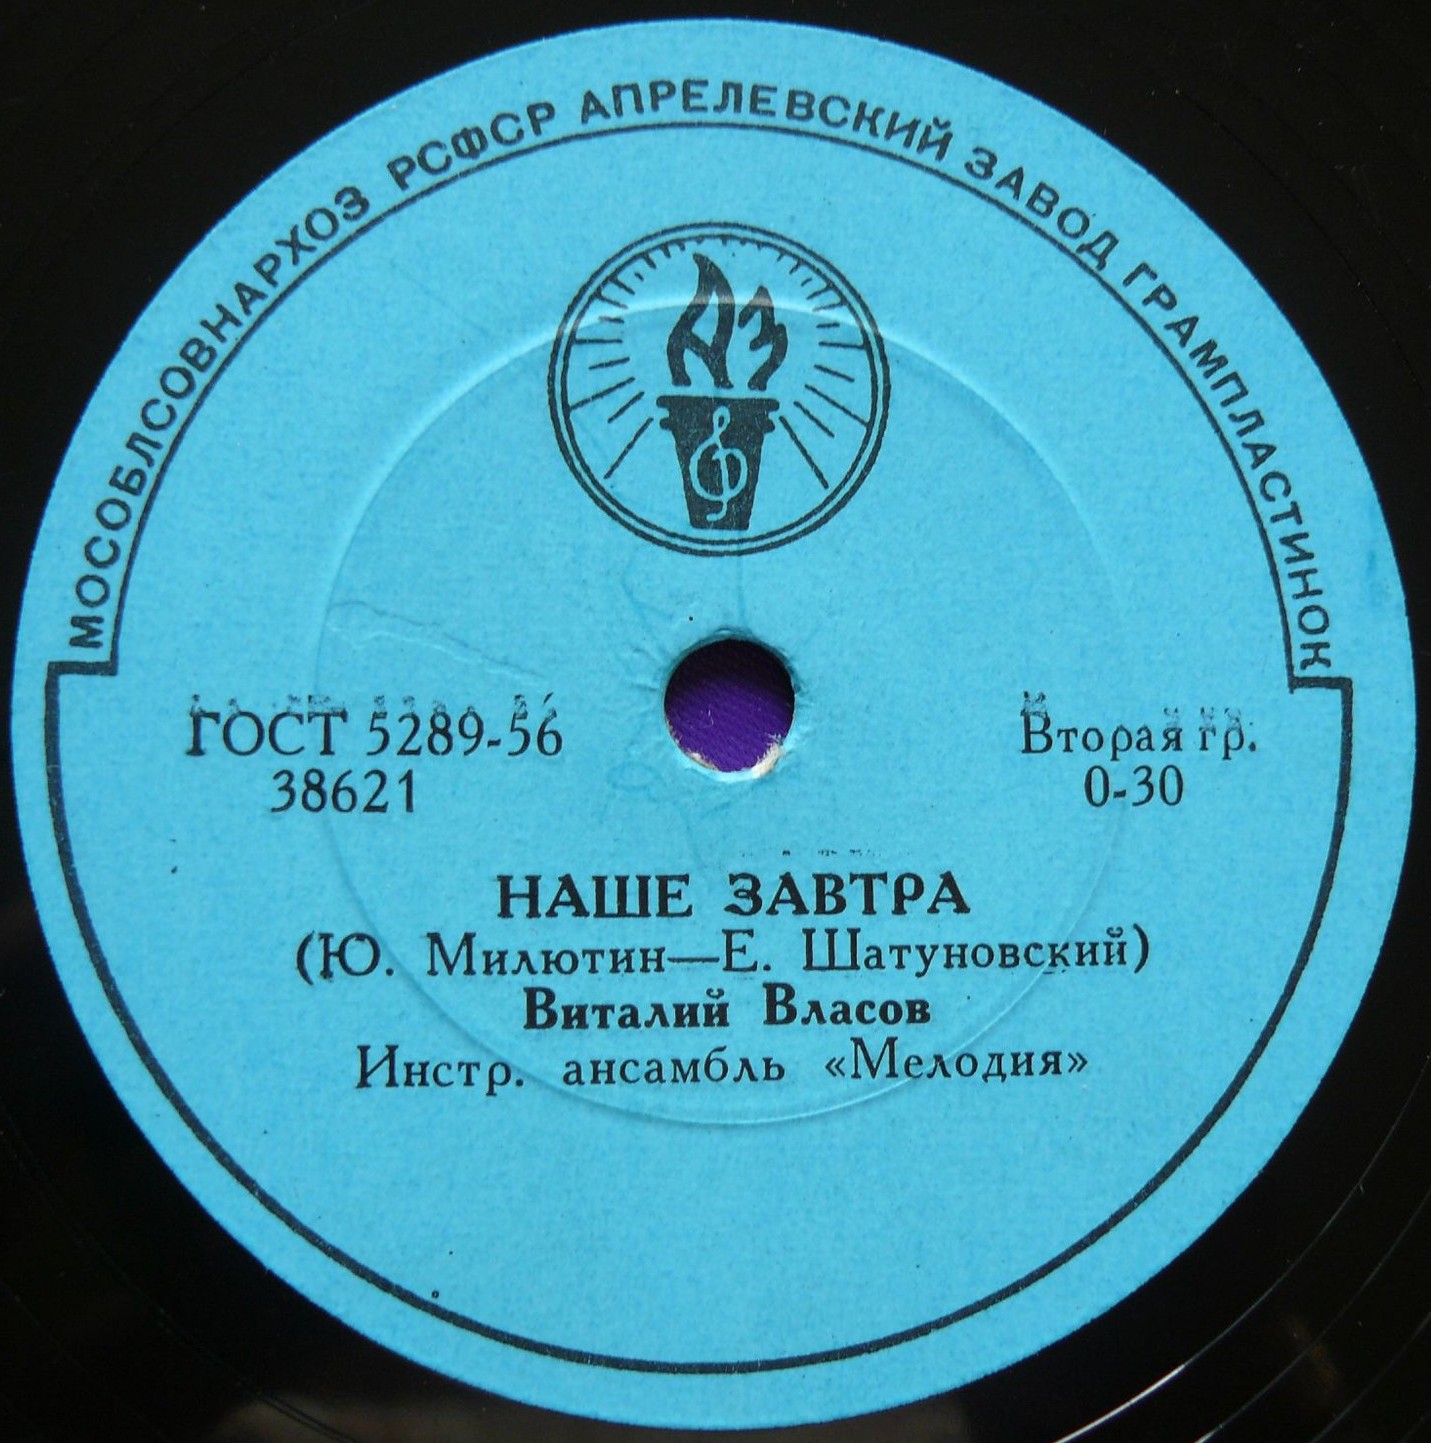 МОСОБЛСОВНАРХОЗ РСФСР АПРЕЛЕВСКИЙ ЗАВОД ГРАМПЛАСТИНОК
АЗ
ГОСТ 5289-56
38621
Вторая гр.
0-30
НАШЕ ЗАВТРА
(Ю. Милютин—Е. Шатуновский)
Виталий Власов
Инстр. ансамбль «Мелодия»